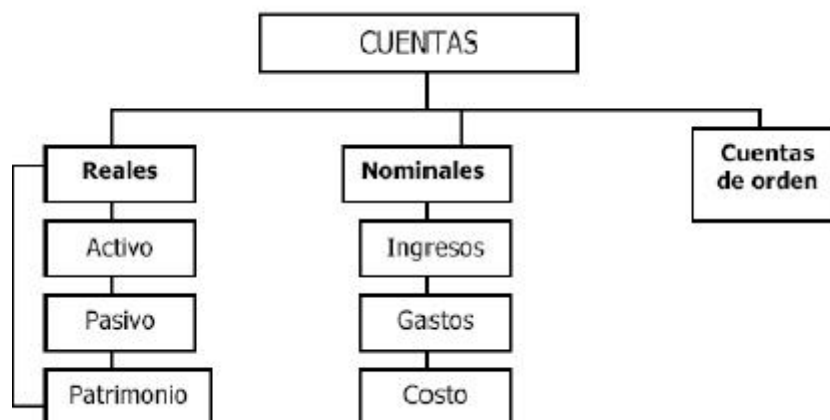 CUENTAS
Reales
Nominales
Cuentas
de orden
Activo
Ingresos
Pasivo
Gastos
Patrimonio
Costo